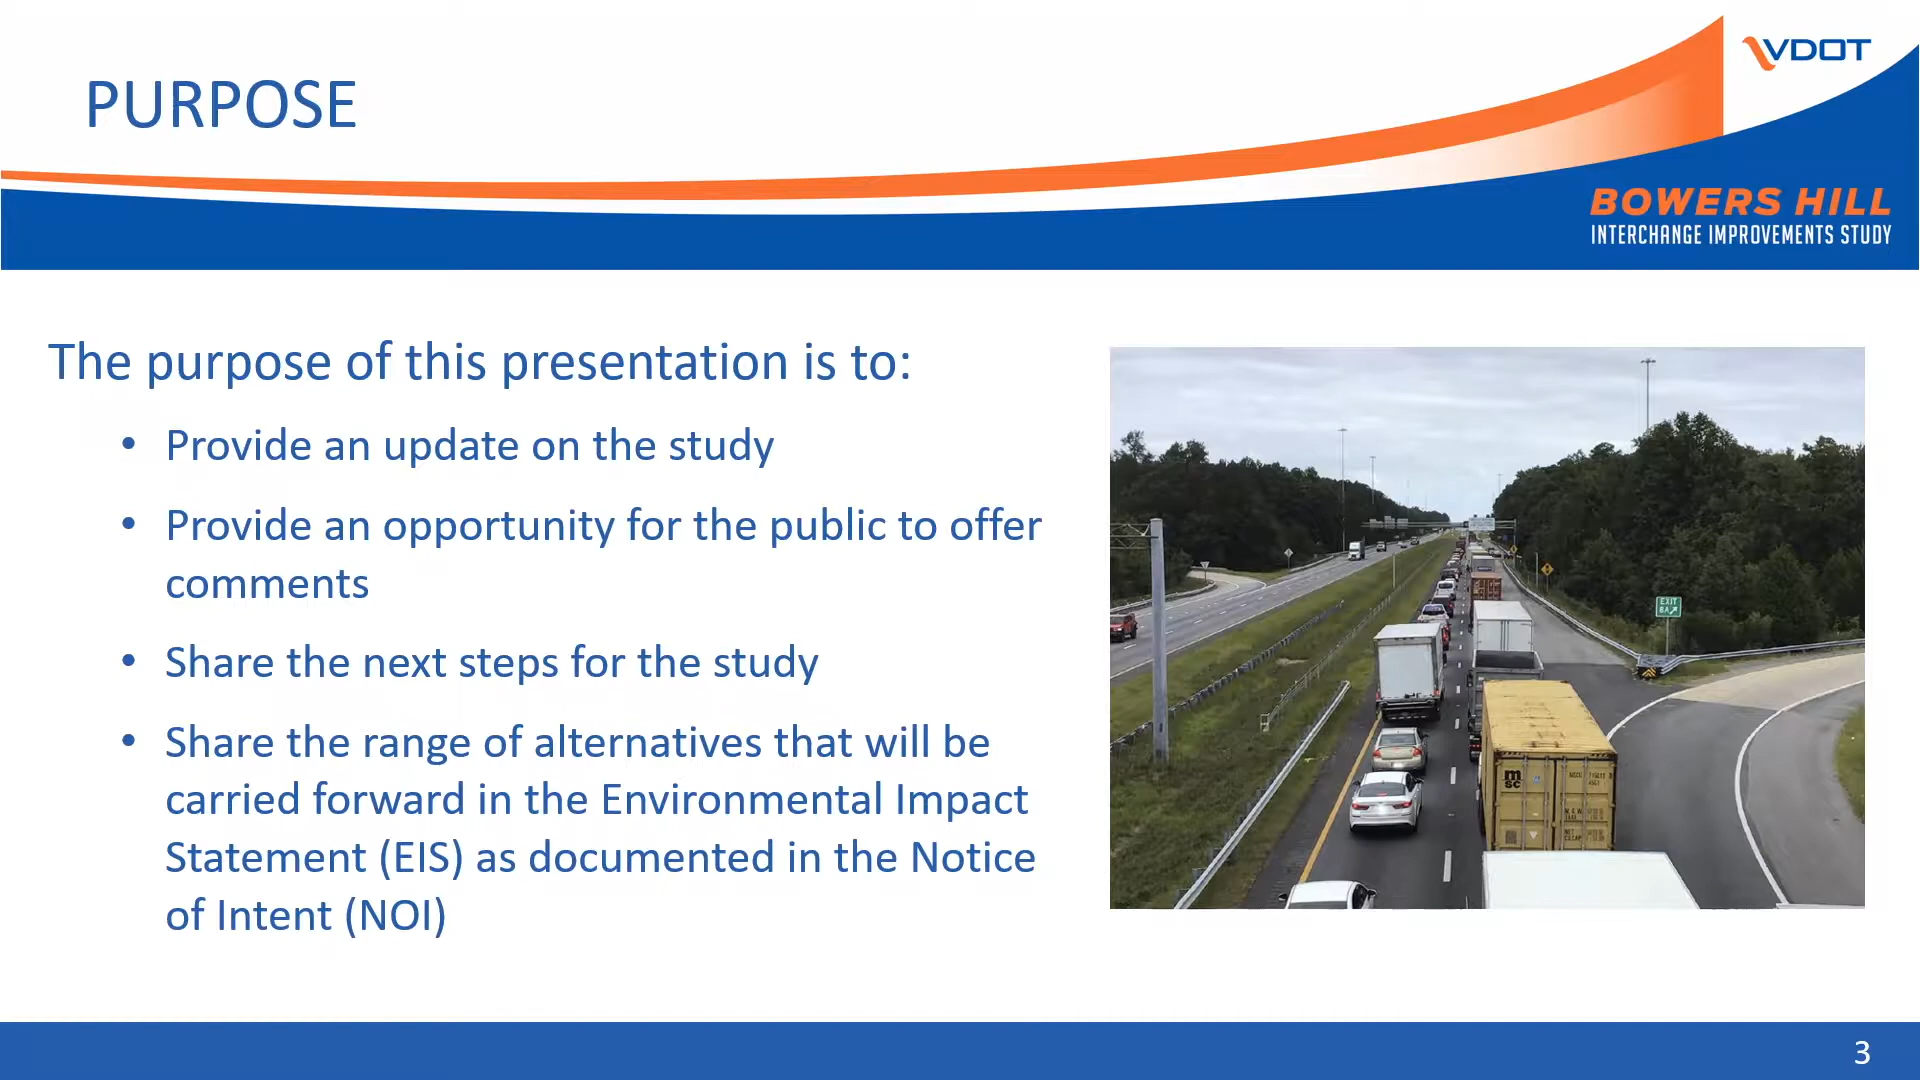 PURPOSE
VDOT
BOWERS HILL
INTERCHANGE IMPROVEMENTS STUDY
The purpose of this presentation is to:
• Provide an update on the study
• Provide an opportunity for the public to offer
comments
• Share the next steps for the study
• Share the range of alternatives that will be
carried forward in the Environmental Impact
Statement (EIS) as documented in the Notice
of Intent (NOI)
EXIT
m
sc
3